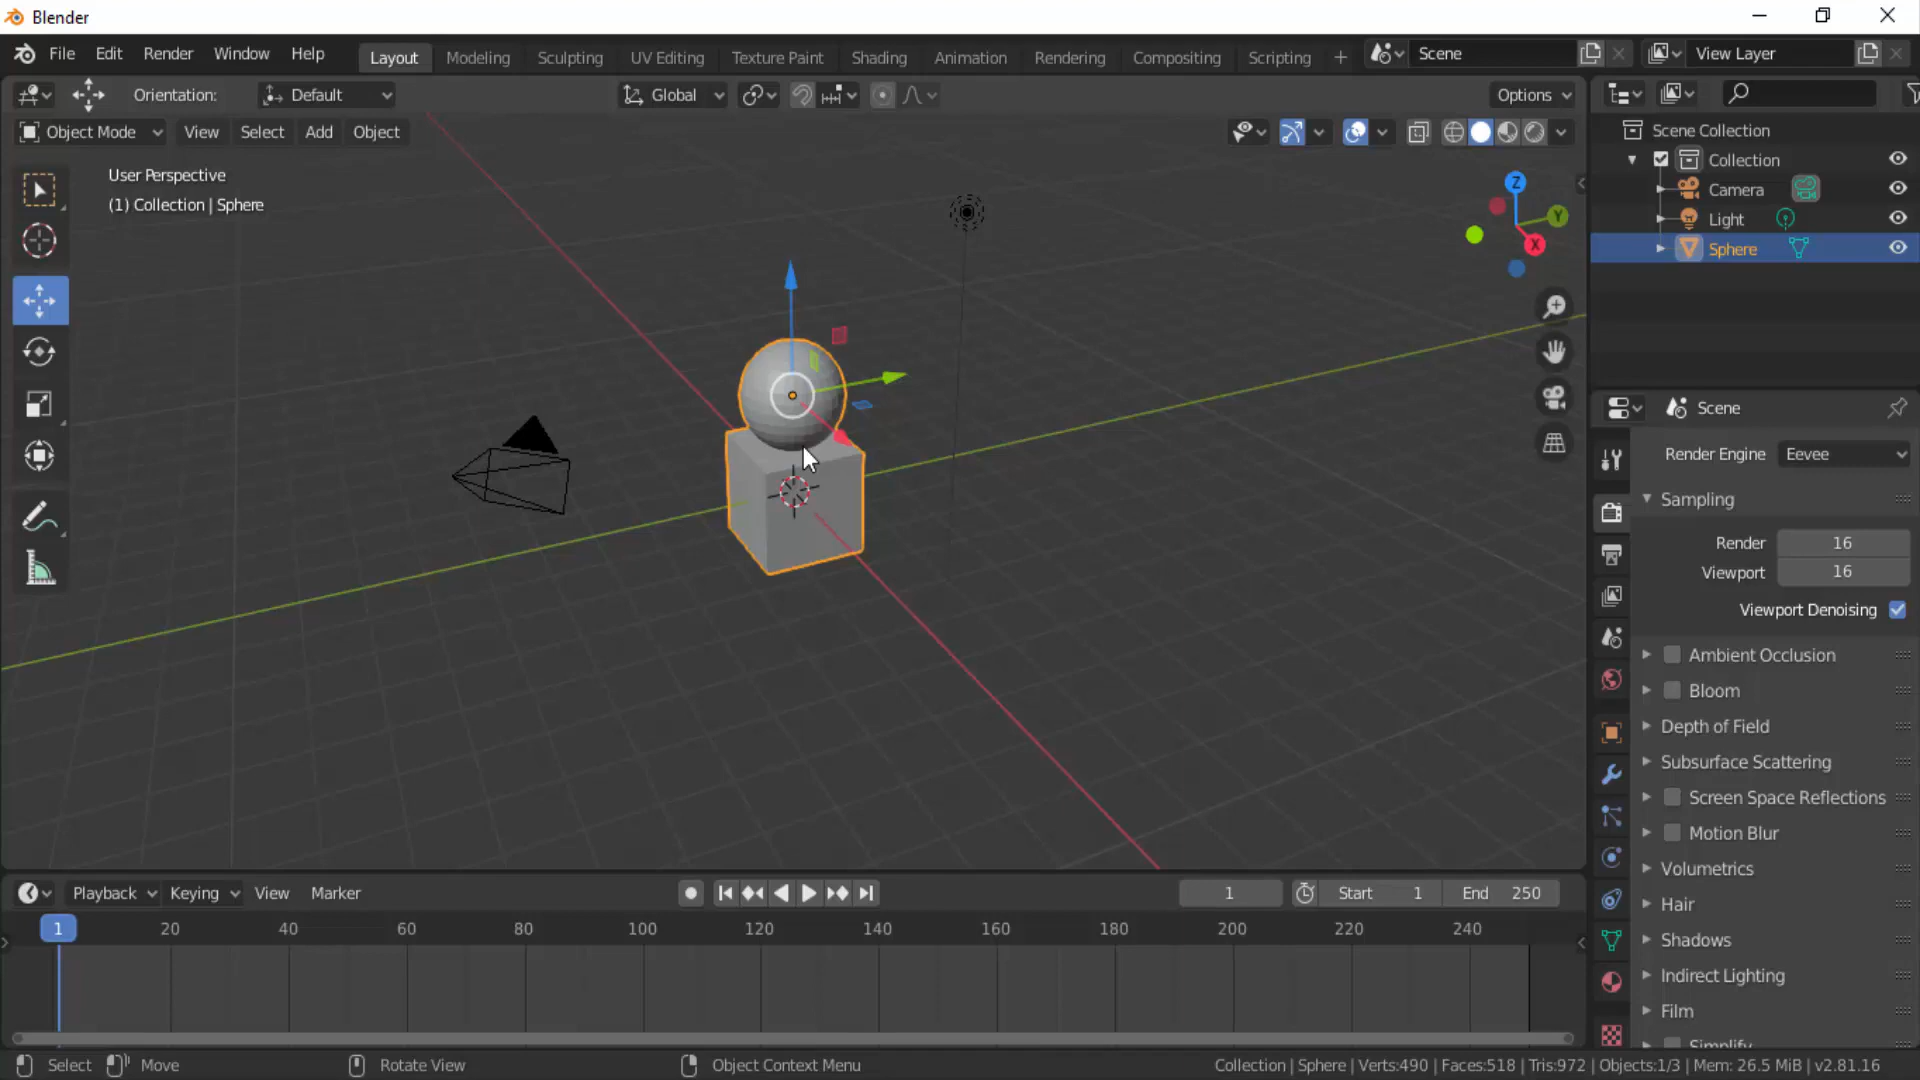 Blender
File Edit Render Window Help Layout Modeling Sculpting UV Editing Texture Paint Shading Animation Rendering Compositing Scripting + Scene View Layer
Orientation: Default Global Options
Object Mode View Select Add Object
User Perspective
(1) Collection | Sphere
Z
Y
X
Scene Collection
Collection
Camera
Light
Sphere
Scene
Render Engine Eevee
Sampling
Render 16
Viewport 16
Viewport Denoising
Ambient Occlusion
Bloom
Depth of Field
Subsurface Scattering
Screen Space Reflections
Motion Blur
Volumetrics
Hair
Shadows
Indirect Lighting
Film
Simplify
Playback Keying View Marker 1 Start 1 End 250
1 20 40 60 80 100 120 140 160 180 200 220 240
Select Move Rotate View Object Context Menu Collection | Sphere | Verts:490 | Faces:518 | Tris:972 | Objects:1/3 | Mem: 26.5 MiB | v2.81.16